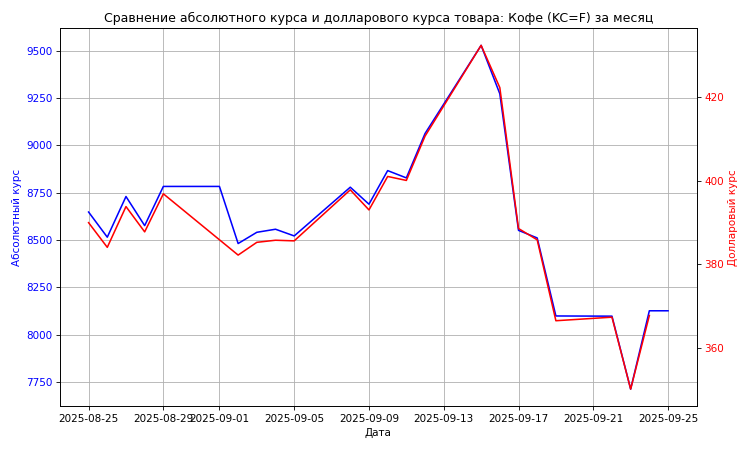 Сравнение абсолютного курса и долларового курса товара: Кофе (KC=F) за месяц
Абсолютный курс
9500
9250
9000
8750
8500
8250
8000
7750
420
400
380
360
Долларовый курс
2025-08-25 2025-08-29 2025-09-01 2025-09-05 2025-09-09 2025-09-13 2025-09-17 2025-09-21 2025-09-25
Дата